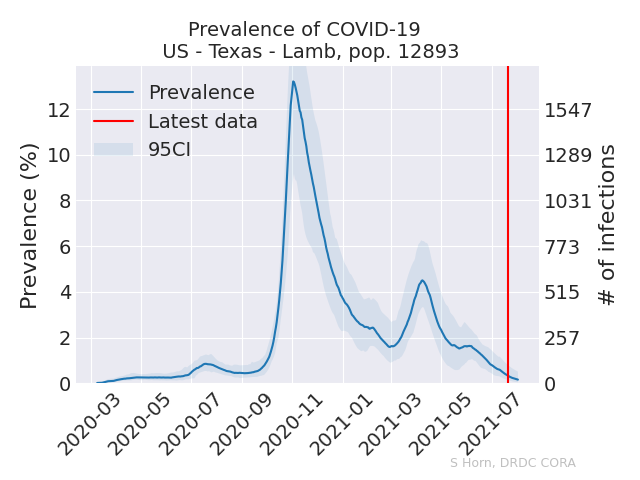 Prevalence of COVID-19
US - Texas - Lamb, pop. 12893
Prevalence
Latest data
95CI
Prevalence (%)
12
10
8
6
4
2
0
1547
1289
1031
773
515
257
0
# of infections
2020-03
2020-05
2020-07
2020-09
2020-11
2021-01
2021-03
2021-05
2021-07
S Horn, DRDC CORA